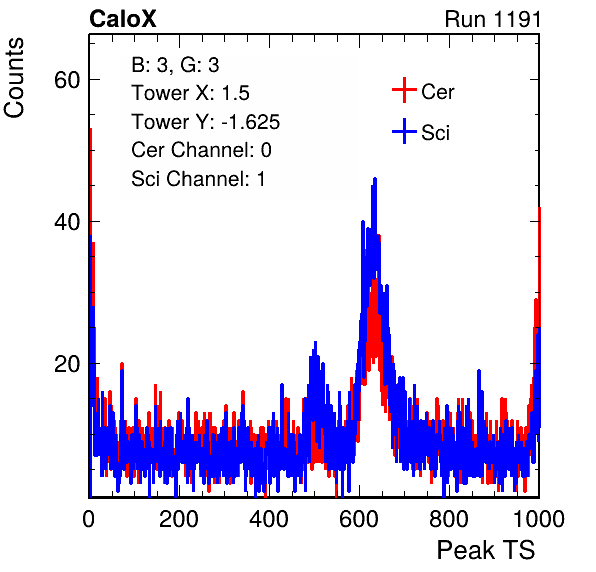 CaloX Run 1191
Counts
B: 3, G: 3
Tower X: 1.5
Tower Y: -1.625
Cer Channel: 0
Sci Channel: 1
Cer
Sci
60
40
20
0 200 400 600 800 1000
Peak TS